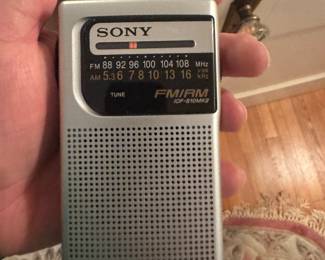 SONY
FM 88 92 96 100 104 108 MHz
AM 5.3 6 7 8 10 13 16 kHz
TUNE
FM/AM
ICF-S10MK2